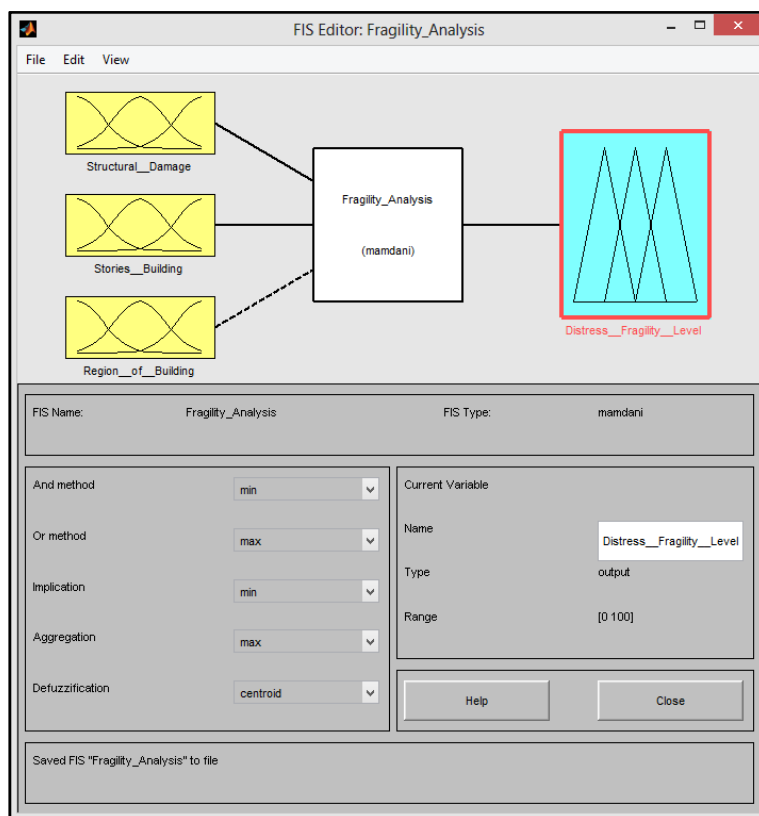 FIS Editor: Fragility_Analysis
File Edit View
Structural__Damage
Stories__Building
Region__of__Building
Fragility_Analysis
(mamdani)
Distress__Fragility__Level
FIS Name: Fragility_Analysis FIS Type: mamdani
And method min
Or method max
Implication min
Aggregation max
Defuzzification centroid
Current Variable
Name Distress__Fragility__Level
Type output
Range [0 100]
Help Close
Saved FIS "Fragility_Analysis" to file